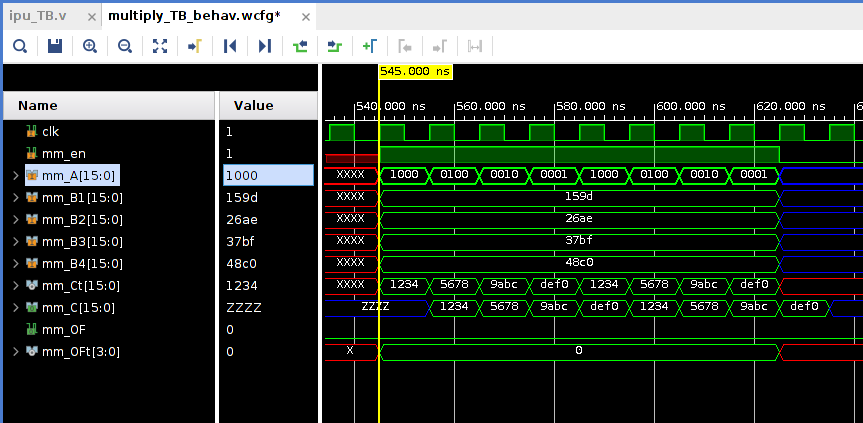 ipu_TB.v × multiply_TB_behav.wcfg* ×
545.000 ns
Name Value 540.000 ns 560.000 ns 580.000 ns 600.000 ns 620.000 ns
clk 1
mm_en 1
mm_A[15:0] 1000 XXXX 1000 0100 0010 0001 1000 0100 0010 0001
mm_B1[15:0] 159d XXXX 159d
mm_B2[15:0] 26ae XXXX 26ae
mm_B3[15:0] 37bf XXXX 37bf
mm_B4[15:0] 48c0 XXXX 48c0
mm_Ct[15:0] 1234 XXXX 1234 5678 9abc def0 1234 5678 9abc def0
mm_C[15:0] ZZZZ ZZZZ 1234 5678 9abc def0 1234 5678 9abc def0
mm_OF 0
mm_OFt[3:0] 0 X 0